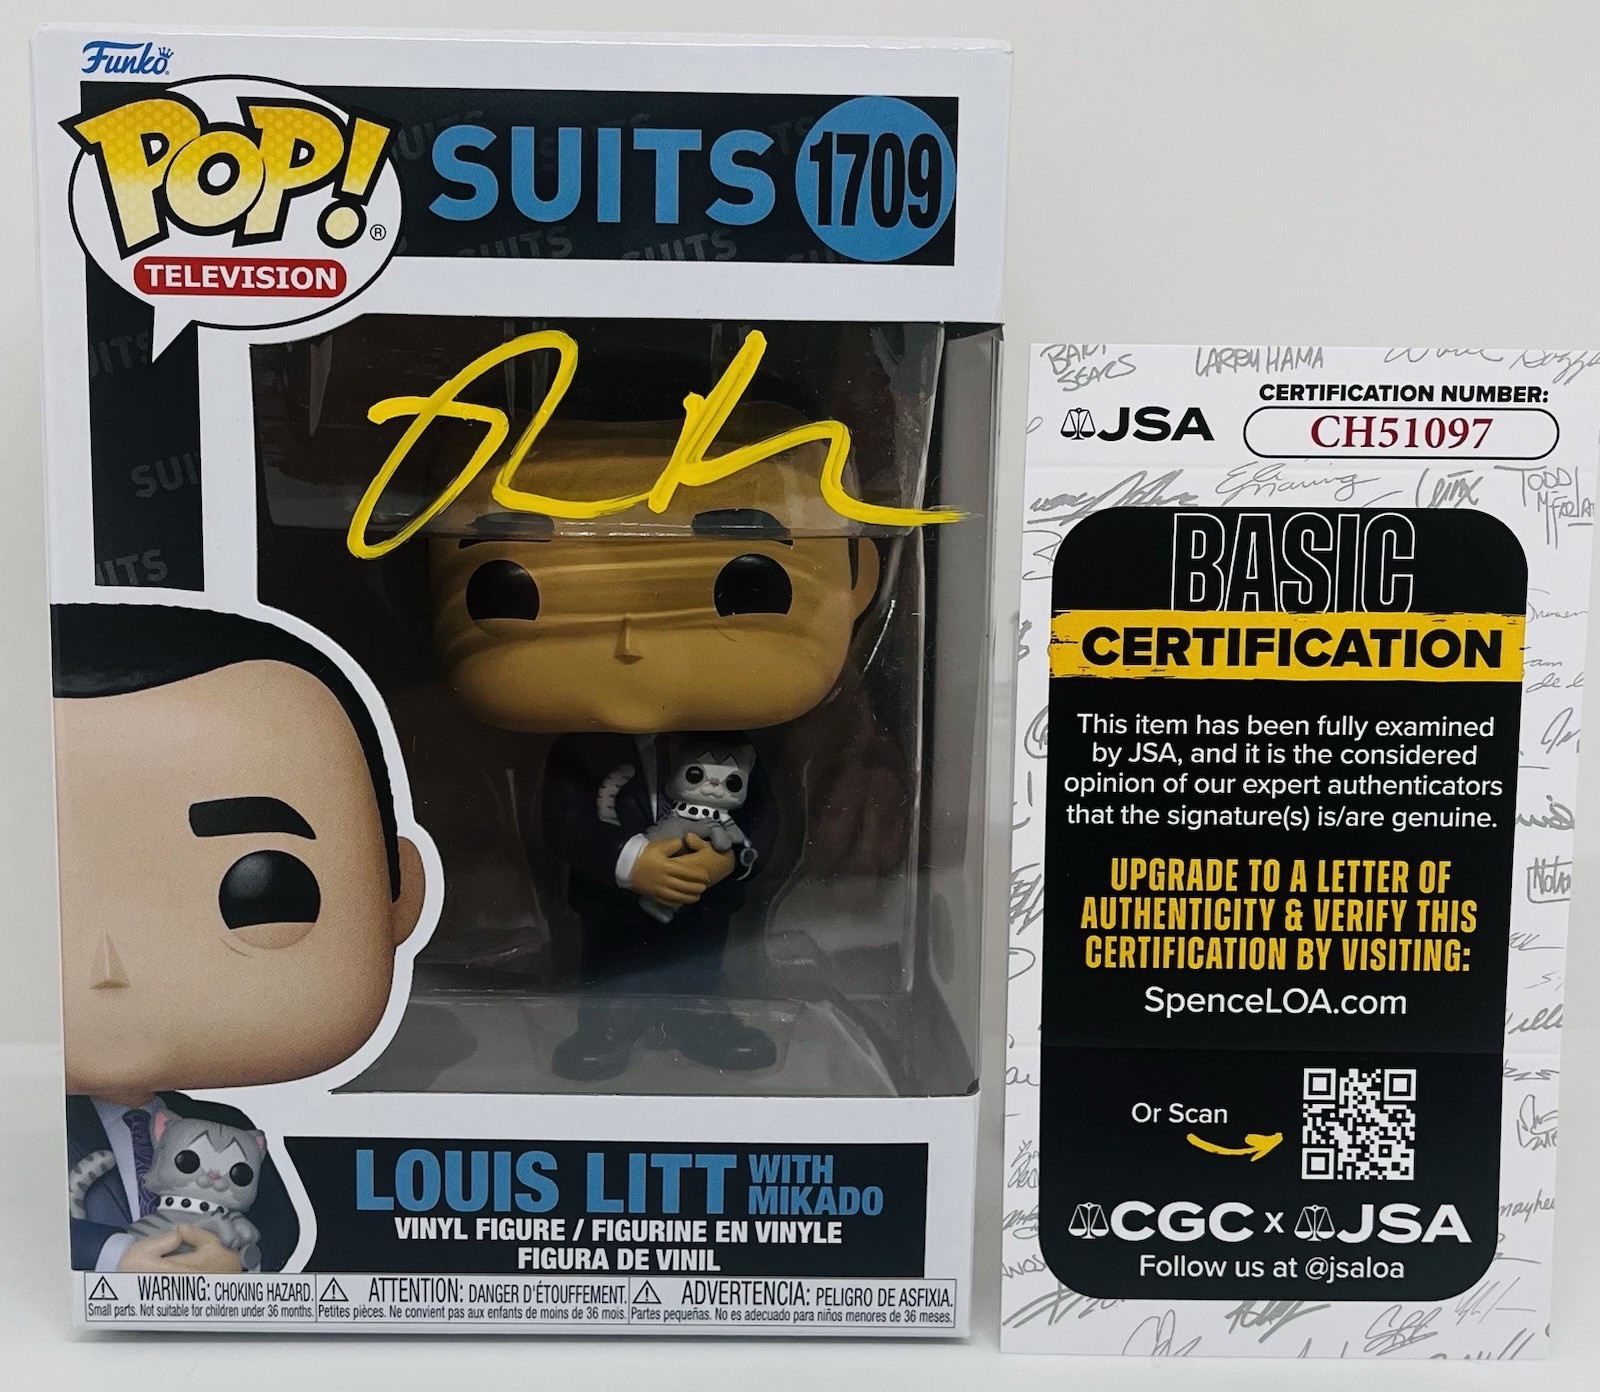 Funko
POP!®
TELEVISION
SUITS 1709
LOUIS LITT WITH MIKADO
VINYL FIGURE / FIGURINE EN VINYLE
FIGURA DE VINIL
WARNING: CHOKING HAZARD.
Small parts. Not suitable for children under 36 months.
ATTENTION: DANGER D'ÉTOUFFEMENT.
Petites pièces. Ne convient pas aux enfants de moins de 36 mois.
ADVERTENCIA: PELIGRO DE ASFIXIA.
Partes pequeñas. No es adecuado para niños menores de 36 meses.
BART SEARS
LARRY HAMA
CERTIFICATION NUMBER:
JSA
CH51097
TODD
BASIC
CERTIFICATION
This item has been fully examined
by JSA, and it is the considered
opinion of our expert authenticators
that the signature(s) is/are genuine.
UPGRADE TO A LETTER OF
AUTHENTICITY & VERIFY THIS
CERTIFICATION BY VISITING:
SpenceLOA.com
Or Scan
CGC x JSA
Follow us at @jsaloa